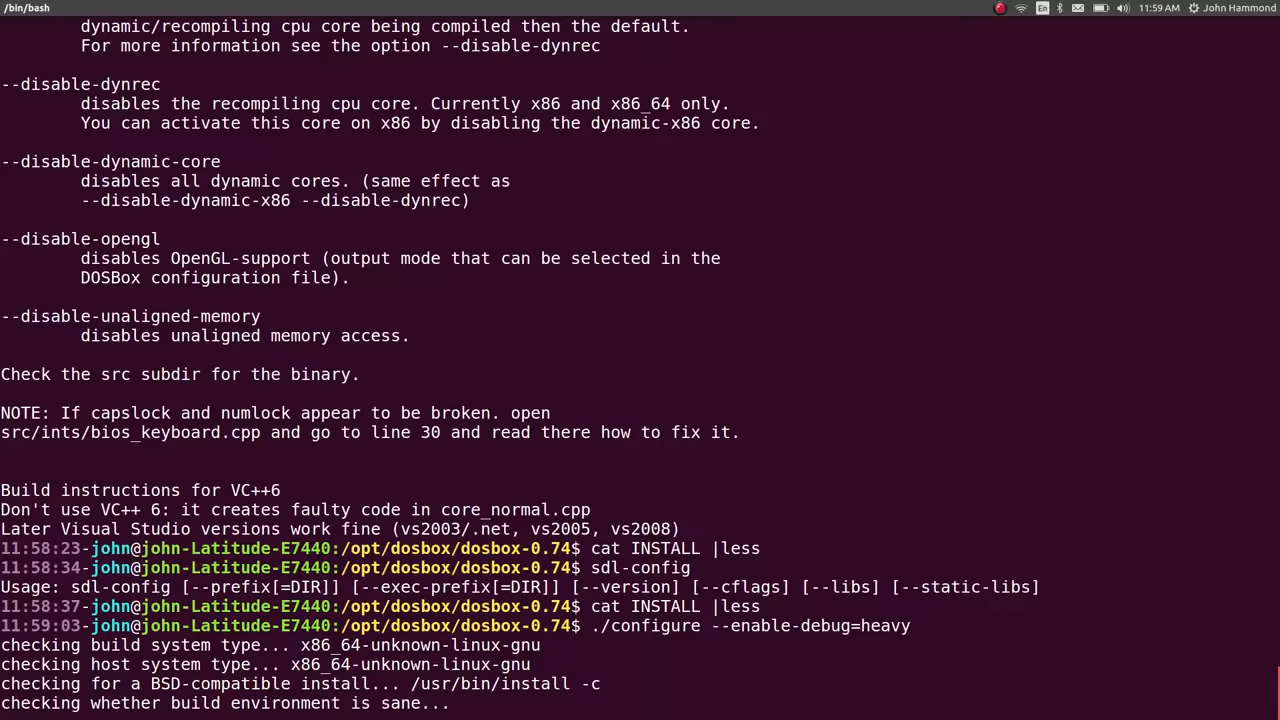 /bin/bash
En
11:59 AM
John Hammond
dynamic/recompiling cpu core being compiled then the default.
For more information see the option --disable-dynrec
--disable-dynrec
disables the recompiling cpu core. Currently x86 and x86_64 only.
You can activate this core on x86 by disabling the dynamic-x86 core.
--disable-dynamic-core
disables all dynamic cores. (same effect as
--disable-dynamic-x86 --disable-dynrec)
--disable-opengl
disables OpenGL-support (output mode that can be selected in the
DOSBox configuration file).
--disable-unaligned-memory
disables unaligned memory access.
Check the src subdir for the binary.
NOTE: If capslock and numlock appear to be broken. open
src/ints/bios_keyboard.cpp and go to line 30 and read there how to fix it.
Build instructions for VC++6
Don't use VC++ 6: it creates faulty code in core_normal.cpp
Later Visual Studio versions work fine (vs2003/.net, vs2005, vs2008)
11:58:23-john@john-Latitude-E7440:/opt/dosbox/dosbox-0.74$ cat INSTALL |less
11:58:34-john@john-Latitude-E7440:/opt/dosbox/dosbox-0.74$ sdl-config
Usage: sdl-config [--prefix[=DIR]] [--exec-prefix[=DIR]] [--version] [--cflags] [--libs] [--static-libs]
11:58:37-john@john-Latitude-E7440:/opt/dosbox/dosbox-0.74$ cat INSTALL |less
11:59:03-john@john-Latitude-E7440:/opt/dosbox/dosbox-0.74$ ./configure --enable-debug=heavy
checking build system type... x86_64-unknown-linux-gnu
checking host system type... x86_64-unknown-linux-gnu
checking for a BSD-compatible install... /usr/bin/install -c
checking whether build environment is sane...